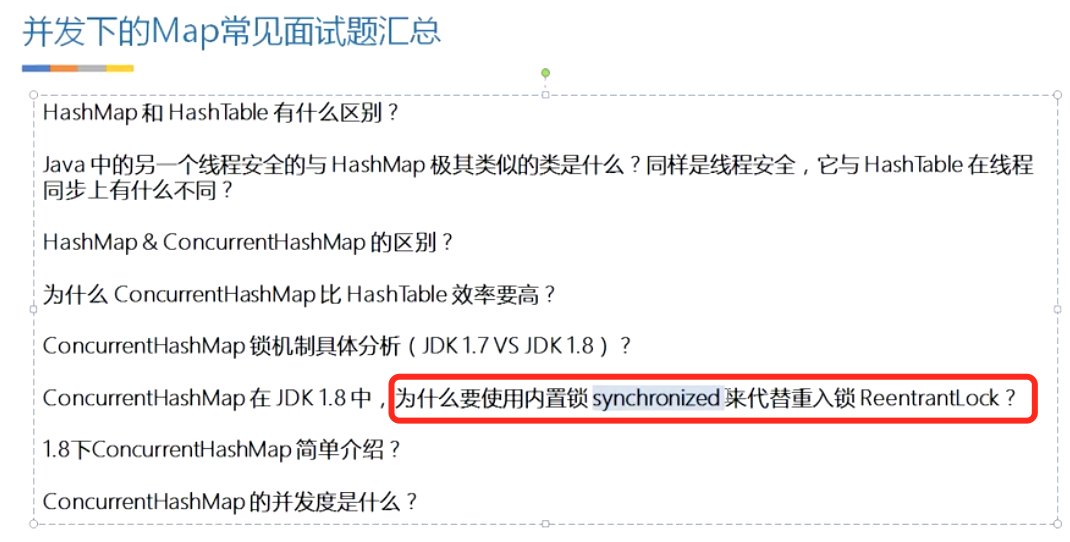 并发下的Map常见面试题汇总
HashMap 和 HashTable 有什么区别？
Java 中的另一个线程安全的与 HashMap 极其类似的类是什么？同样是线程安全，它与 HashTable 在线程
同步上有什么不同？
HashMap & ConcurrentHashMap 的区别？
为什么 ConcurrentHashMap 比 HashTable 效率要高？
ConcurrentHashMap 锁机制具体分析（JDK 1.7 VS JDK 1.8）？
ConcurrentHashMap 在 JDK 1.8 中，为什么要使用内置锁 synchronized 来代替重入锁 ReentrantLock？
1.8下ConcurrentHashMap 简单介绍？
ConcurrentHashMap 的并发度是什么？